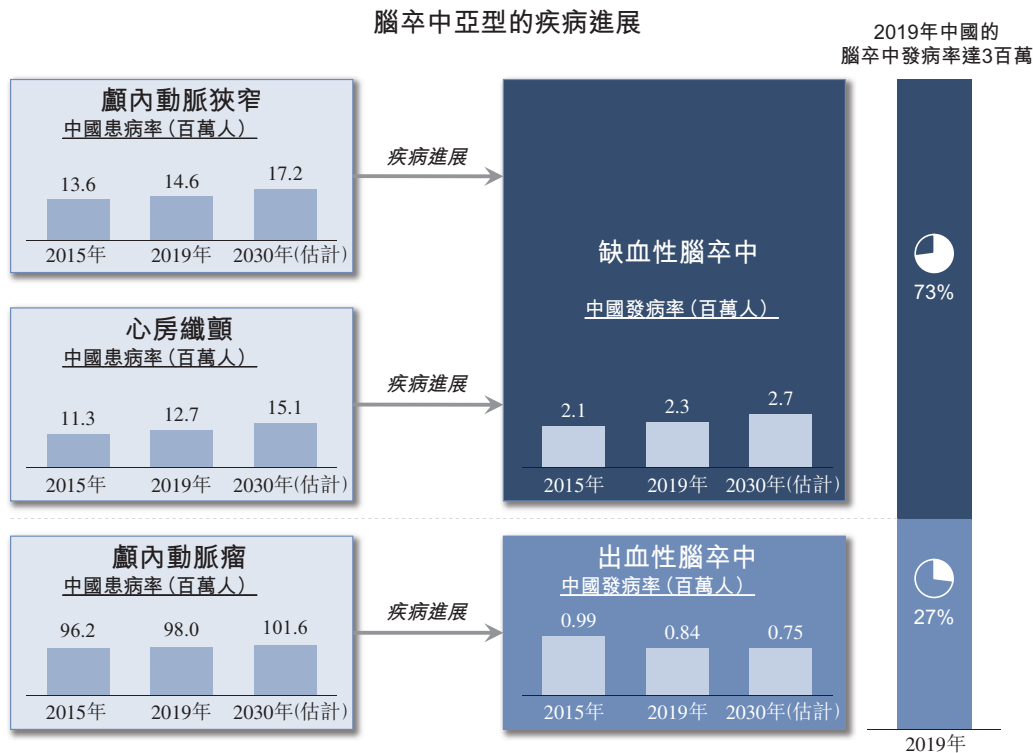 腦卒中亞型的疾病進展
2019年中國的
腦卒中發病率達3百萬
顱內動脈狹窄
中國患病率（百萬人）
13.6 14.6 17.2
2015年 2019年 2030年(估計)
疾病進展
心房纖顫
中國患病率（百萬人）
11.3 12.7 15.1
2015年 2019年 2030年(估計)
疾病進展
缺血性腦卒中
中國發病率（百萬人）
2.1 2.3 2.7
2015年 2019年 2030年(估計)
73%
顱內動脈瘤
中國患病率（百萬人）
96.2 98.0 101.6
2015年 2019年 2030年(估計)
疾病進展
出血性腦卒中
中國發病率（百萬人）
0.99 0.84 0.75
2015年 2019年 2030年(估計)
27%
2019年